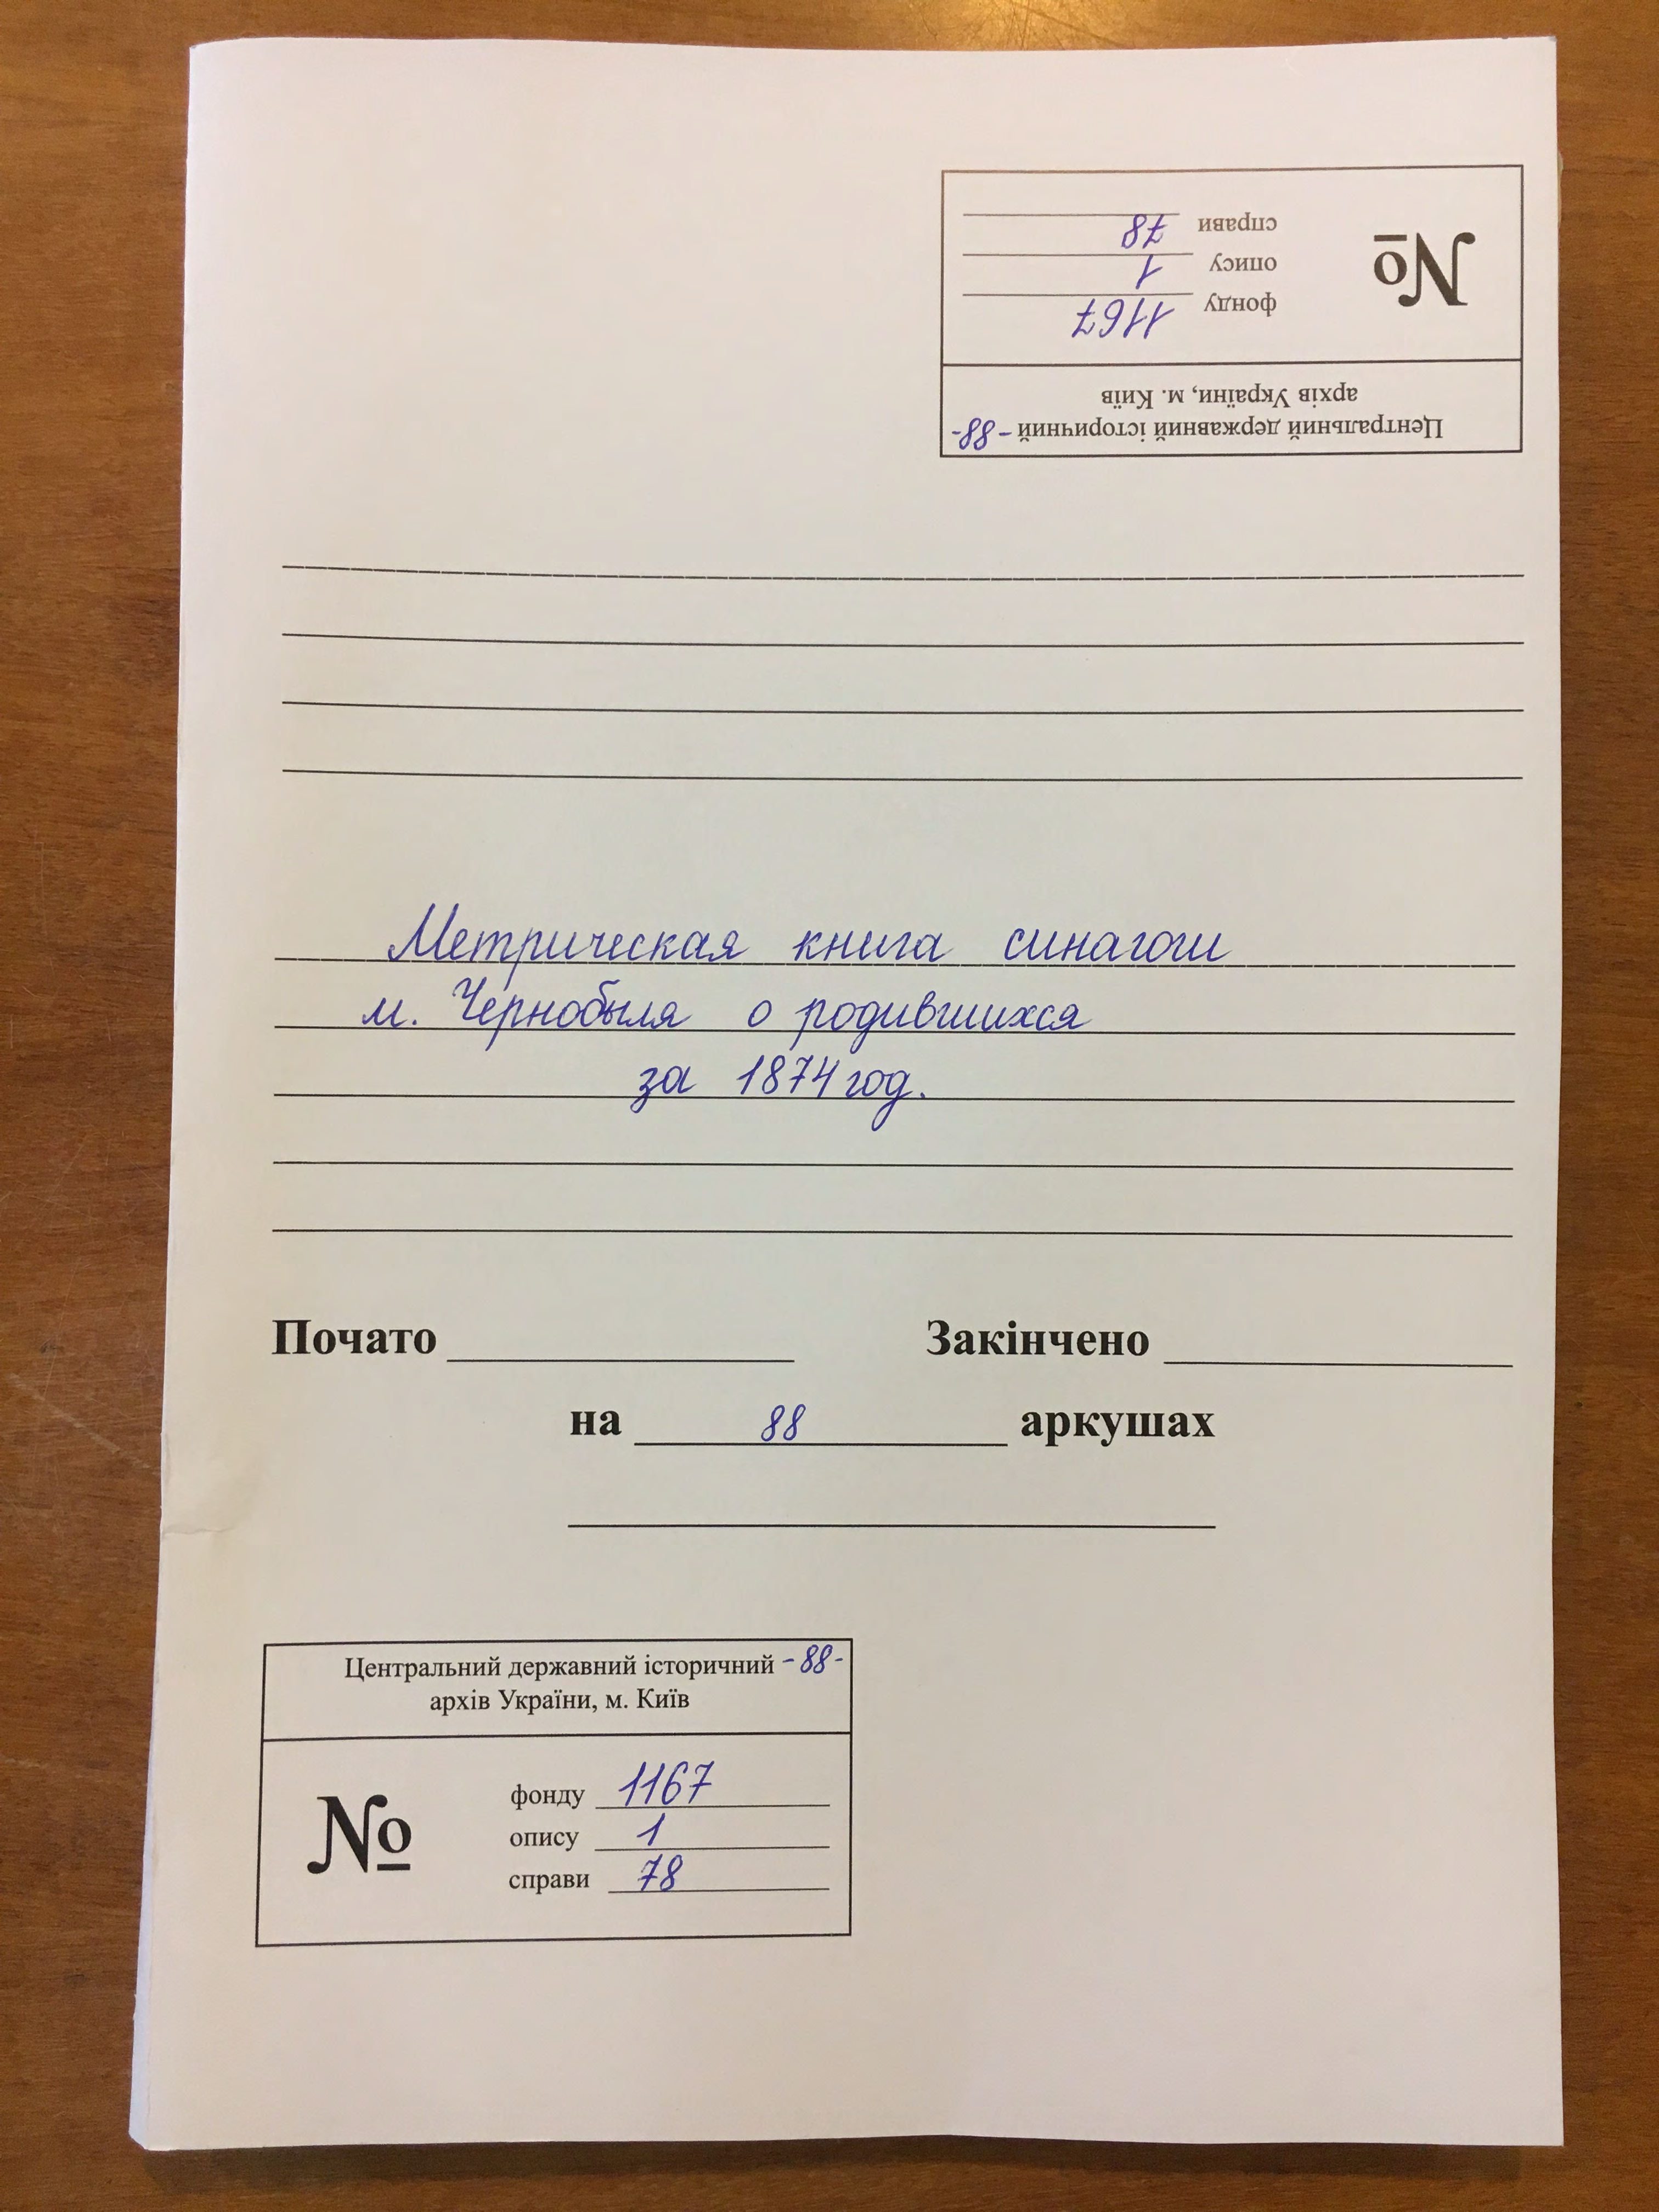 справи 78
опису 1
фонду 1167
№
архів України, м. Київ
Центральний державний історичний -88-
Метрическая книга синагоги
м. Чернобыля о родившихся
за 1874 год.
Почато Закінчено
на 88 аркушах
Центральний державний історичний -88-
архів України, м. Київ
№
фонду 1167
опису 1
справи 78